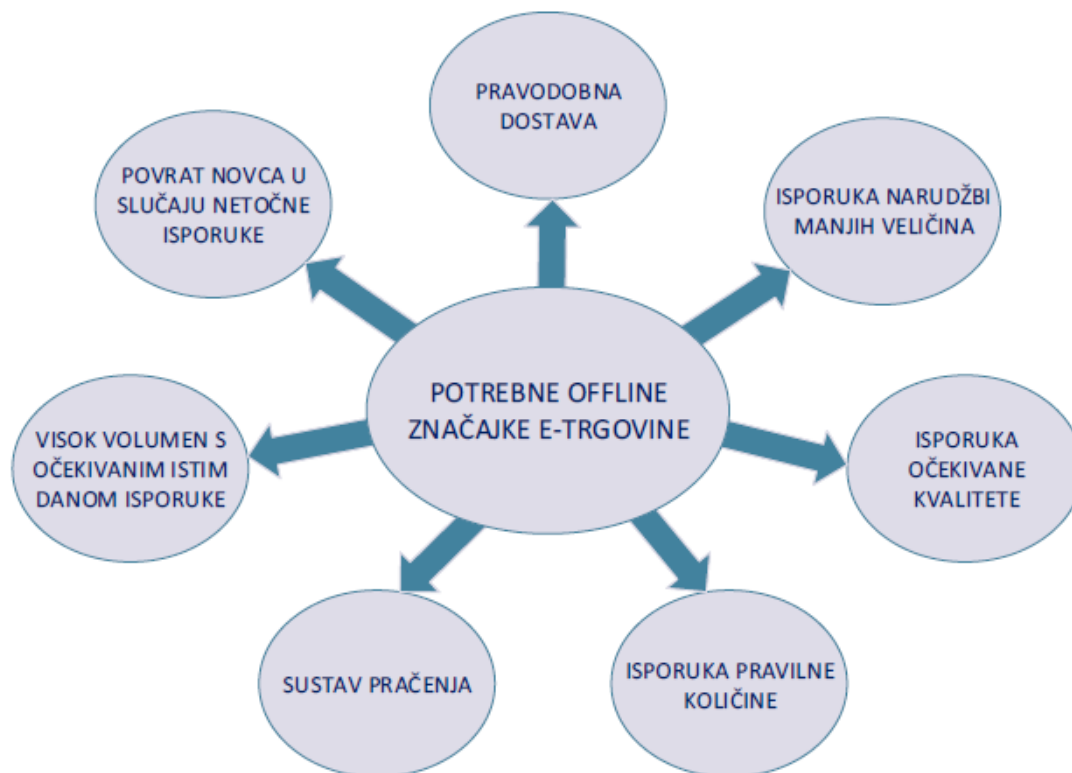 PRAVODOBNA
DOSTAVA
POVRAT NOVCA U
SLUČAJU NETOČNE
ISPORUKE
ISPORUKA NARUDŽBI
MANJIH VELIČINA
POTREBNE OFFLINE
ZNAČAJKE E-TRGOVINE
VISOK VOLUMEN S
OČEKIVANIM ISTIM
DANOM ISPORUKE
ISPORUKA
OČEKIVANE
KVALITETE
SUSTAV PRAČENJA
ISPORUKA PRAVILNE
KOLIČINE